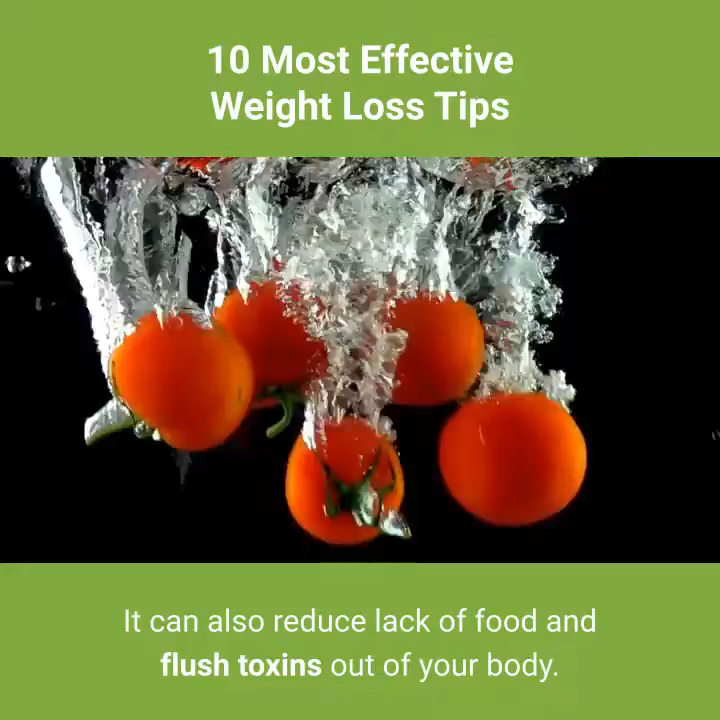 10 Most Effective
Weight Loss Tips
It can also reduce lack of food and
flush toxins out of your body.